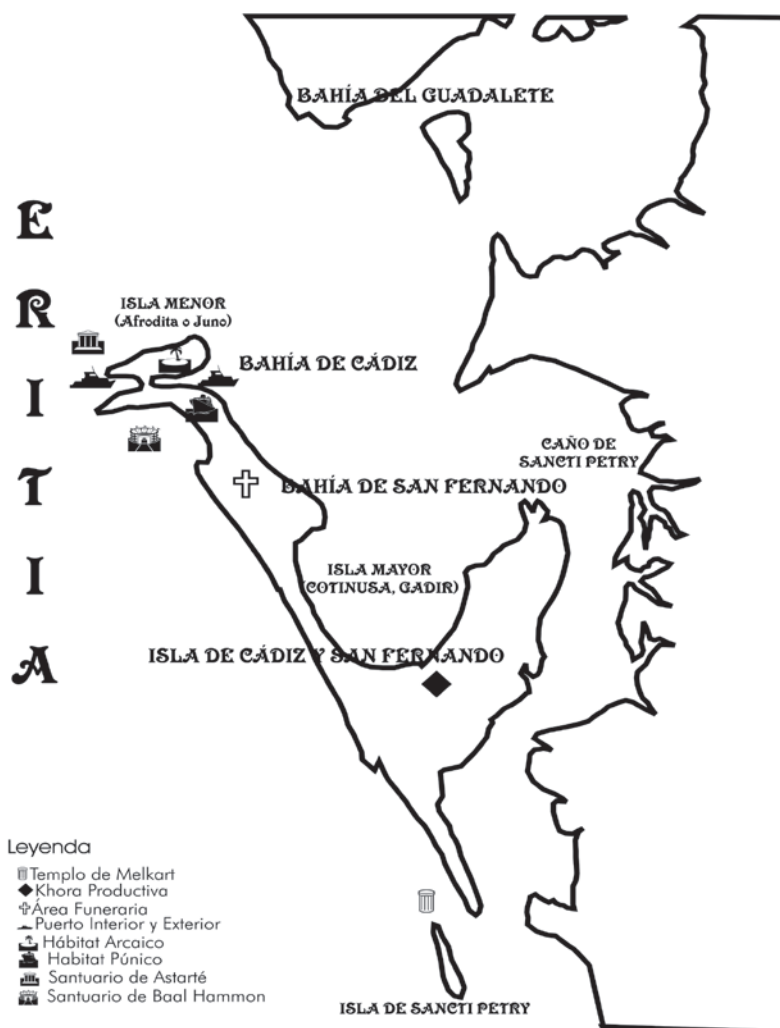 BAHÍA DEL GUADALETE
ERITIA
ISLA MENOR
(Afrodita o Juno)
BAHÍA DE CÁDIZ
CAÑO DE
SANCTI PETRY
BAHÍA DE SAN FERNANDO
ISLA MAYOR
(COTINUSA, GADIR)
ISLA DE CÁDIZ Y SAN FERNANDO
Leyenda
Templo de Melkart
Khora Productiva
Área Funeraria
Puerto Interior y Exterior
Hábitat Arcaico
Habitat Púnico
Santuario de Astarté
Santuario de Baal Hammon
ISLA DE SANCTI PETRY